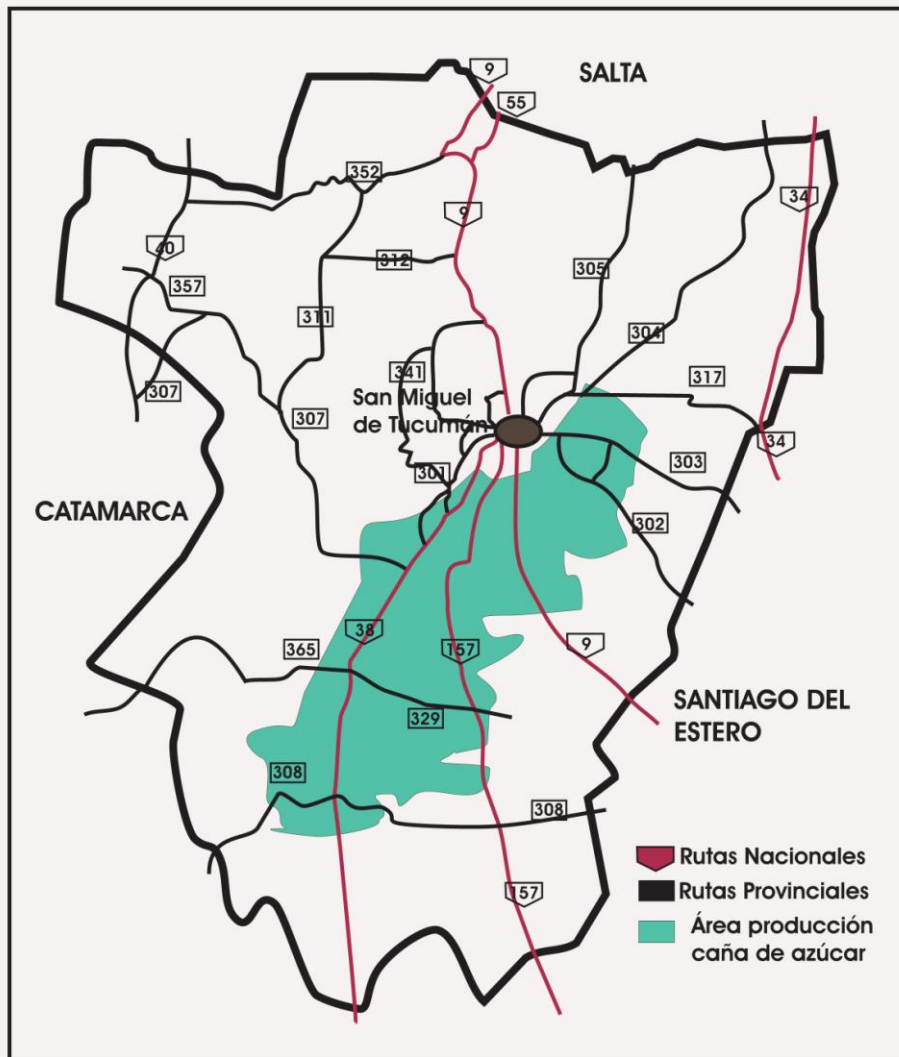 9
SALTA
55
352
34
9
40
312
305
357
311
304
341
317
307
San Miguel
de Tucumán
307
34
301
303
CATAMARCA
302
38
365
157
9
SANTIAGO DEL
ESTERO
329
308
308
Rutas Nacionales
157
Rutas Provinciales
Área producción
caña de azúcar